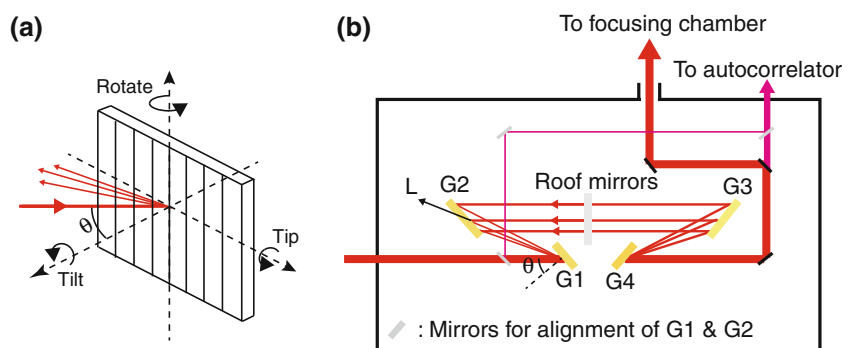 (a)
Rotate
θ
Tilt
Tip
(b)
To focusing chamber
To autocorrelator
L
G2
Roof mirrors
G3
θ
G1
G4
: Mirrors for alignment of G1 & G2